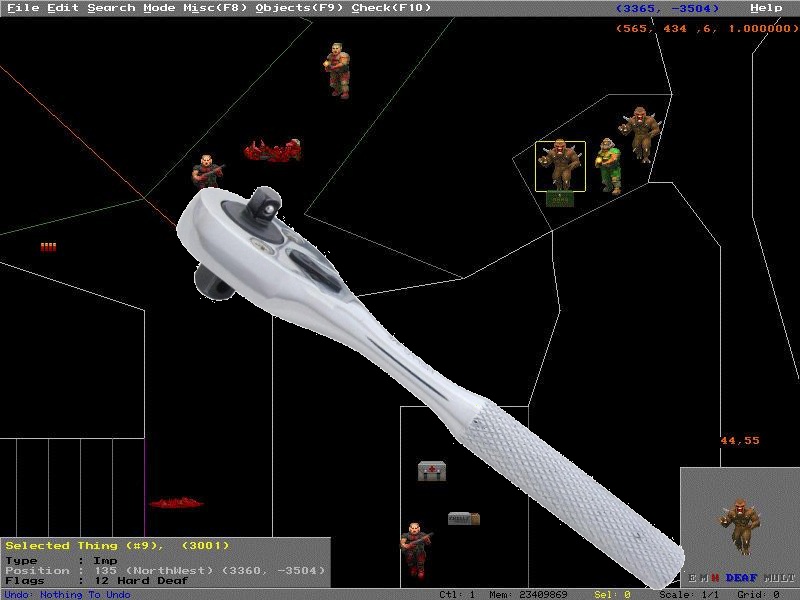 File Edit Search Mode Misc(F8) Objects(F9) Check(F10) (3365, -3504) Help
(565, 434 ,6, 1.000000)
44,55
Selected Thing (#9), (3001)
Type : Imp
Position : 135 (NorthWest) (3360, -3504)
Flags : 12 Hard Deaf
E M H DEAF MULT
Undo: Nothing To Undo Ctl: 1 Mem: 23409869 Sel: 0 Scale: 1/1 Grid: 0